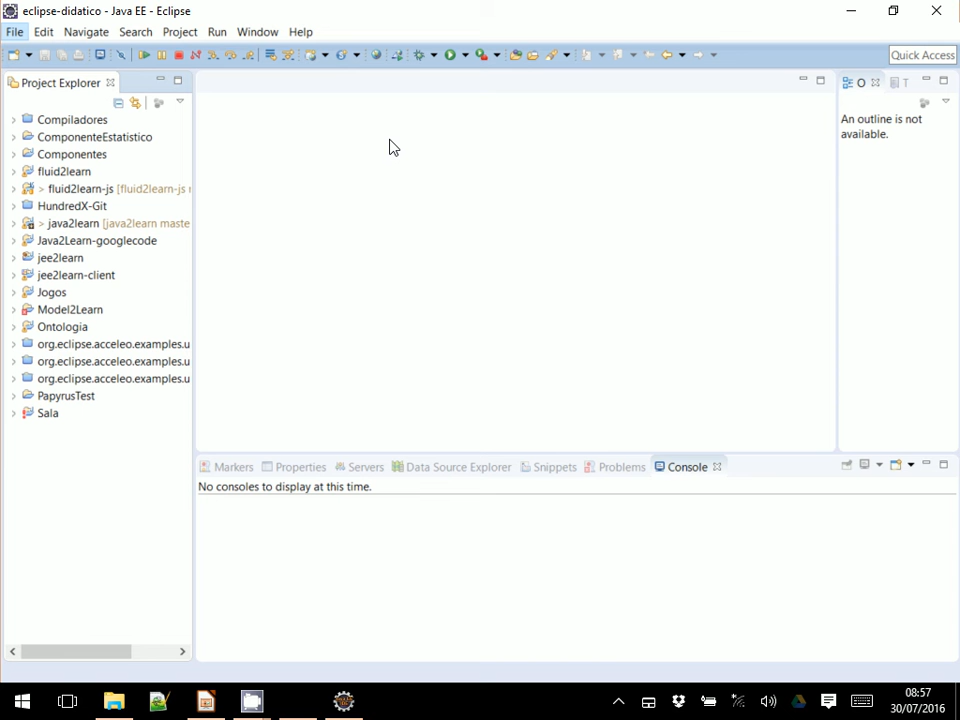 eclipse-didatico - Java EE - Eclipse
File Edit Navigate Search Project Run Window Help
Quick Access
Project Explorer
Compiladores
ComponenteEstatistico
Componentes
fluid2learn
> fluid2learn-js [fluid2learn-js r
HundredX-Git
> java2learn [java2learn maste
Java2Learn-googlecode
jee2learn
jee2learn-client
Jogos
Model2Learn
Ontologia
org.eclipse.acceleo.examples.u
org.eclipse.acceleo.examples.u
org.eclipse.acceleo.examples.u
PapyrusTest
Sala
O T
An outline is not
available.
Markers Properties Servers Data Source Explorer Snippets Problems Console
No consoles to display at this time.
08:57
30/07/2016